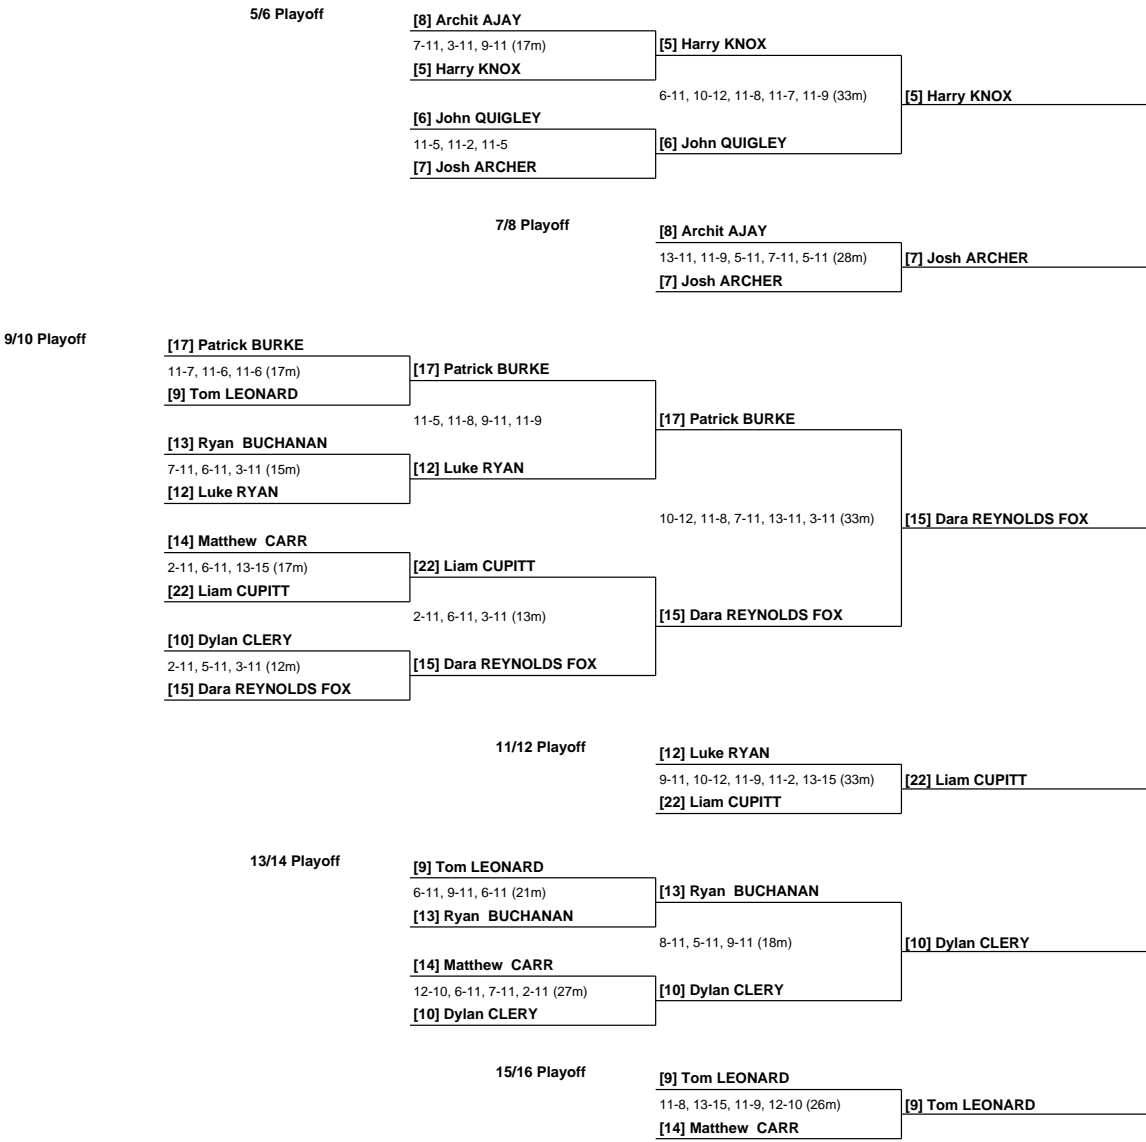 5/6 Playoff
[8] Archit AJAY
7-11, 3-11, 9-11 (17m)
[5] Harry KNOX
[5] Harry KNOX
6-11, 10-12, 11-8, 11-7, 11-9 (33m)
[5] Harry KNOX
[6] John QUIGLEY
11-5, 11-2, 11-5
[6] John QUIGLEY
[7] Josh ARCHER
7/8 Playoff
[8] Archit AJAY
13-11, 11-9, 5-11, 7-11, 5-11 (28m)
[7] Josh ARCHER
[7] Josh ARCHER
9/10 Playoff
[17] Patrick BURKE
11-7, 11-6, 11-6 (17m)
[17] Patrick BURKE
[9] Tom LEONARD
11-5, 11-8, 9-11, 11-9
[17] Patrick BURKE
[13] Ryan BUCHANAN
7-11, 6-11, 3-11 (15m)
[12] Luke RYAN
[12] Luke RYAN
10-12, 11-8, 7-11, 13-11, 3-11 (33m)
[15] Dara REYNOLDS FOX
[14] Matthew CARR
2-11, 6-11, 13-15 (17m)
[22] Liam CUPITT
[22] Liam CUPITT
2-11, 6-11, 3-11 (13m)
[15] Dara REYNOLDS FOX
[10] Dylan CLERY
2-11, 5-11, 3-11 (12m)
[15] Dara REYNOLDS FOX
[15] Dara REYNOLDS FOX
11/12 Playoff
[12] Luke RYAN
9-11, 10-12, 11-9, 11-2, 13-15 (33m)
[22] Liam CUPITT
[22] Liam CUPITT
13/14 Playoff
[9] Tom LEONARD
6-11, 9-11, 6-11 (21m)
[13] Ryan BUCHANAN
[13] Ryan BUCHANAN
8-11, 5-11, 9-11 (18m)
[10] Dylan CLERY
[14] Matthew CARR
12-10, 6-11, 7-11, 2-11 (27m)
[10] Dylan CLERY
[10] Dylan CLERY
15/16 Playoff
[9] Tom LEONARD
11-8, 13-15, 11-9, 12-10 (26m)
[9] Tom LEONARD
[14] Matthew CARR